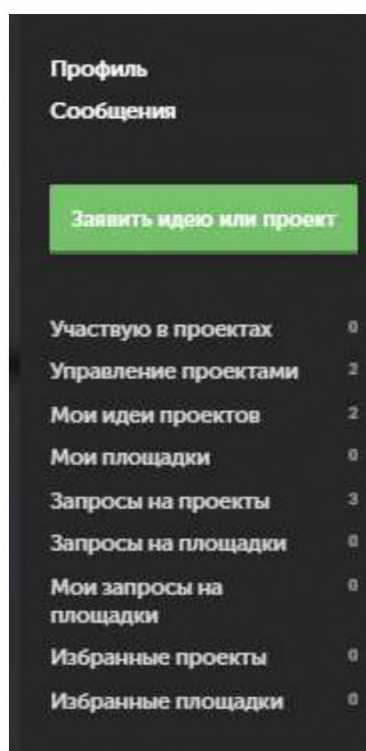 Профиль
Сообщения
Заявить идею или проект
Участвую в проектах 0
Управление проектами 2
Мои идеи проектов 2
Мои площадки 0
Запросы на проекты 3
Запросы на площадки 0
Мои запросы на 0
площадки
Избранные проекты 0
Избранные площадки 0